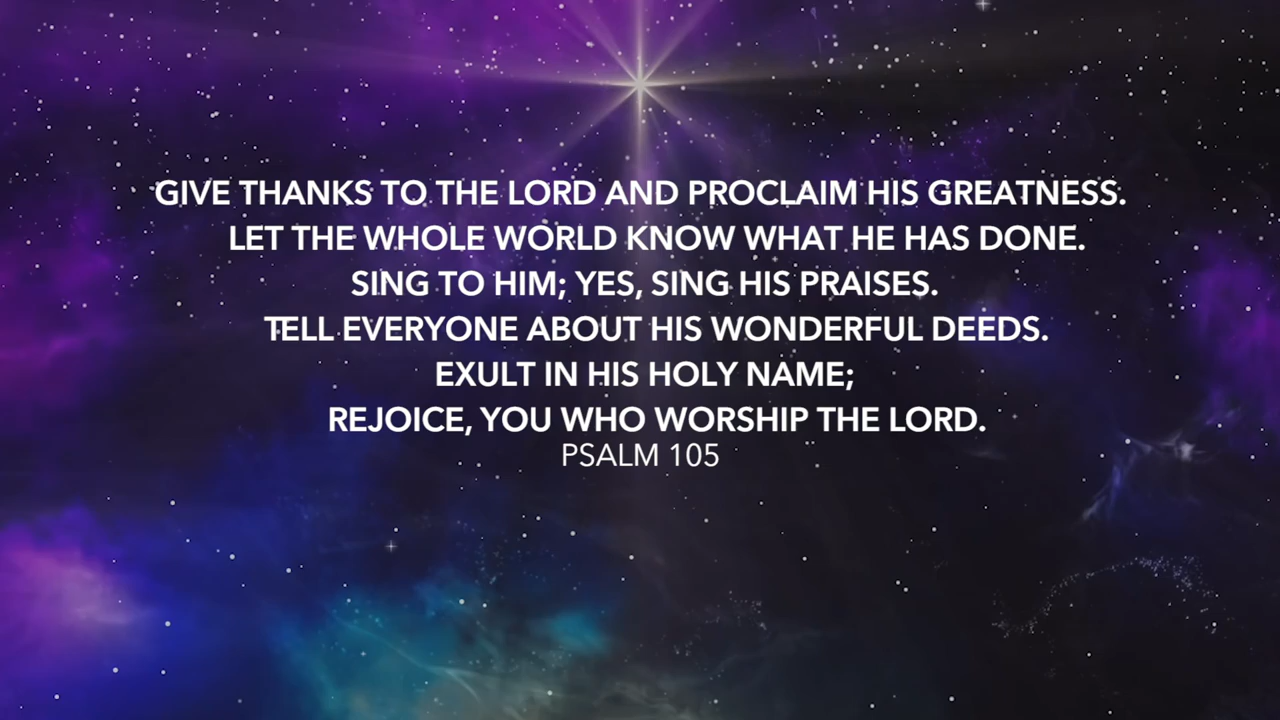 GIVE THANKS TO THE LORD AND PROCLAIM HIS GREATNESS.
LET THE WHOLE WORLD KNOW WHAT HE HAS DONE.
SING TO HIM; YES, SING HIS PRAISES.
TELL EVERYONE ABOUT HIS WONDERFUL DEEDS.
EXULT IN HIS HOLY NAME;
REJOICE, YOU WHO WORSHIP THE LORD.
PSALM 105